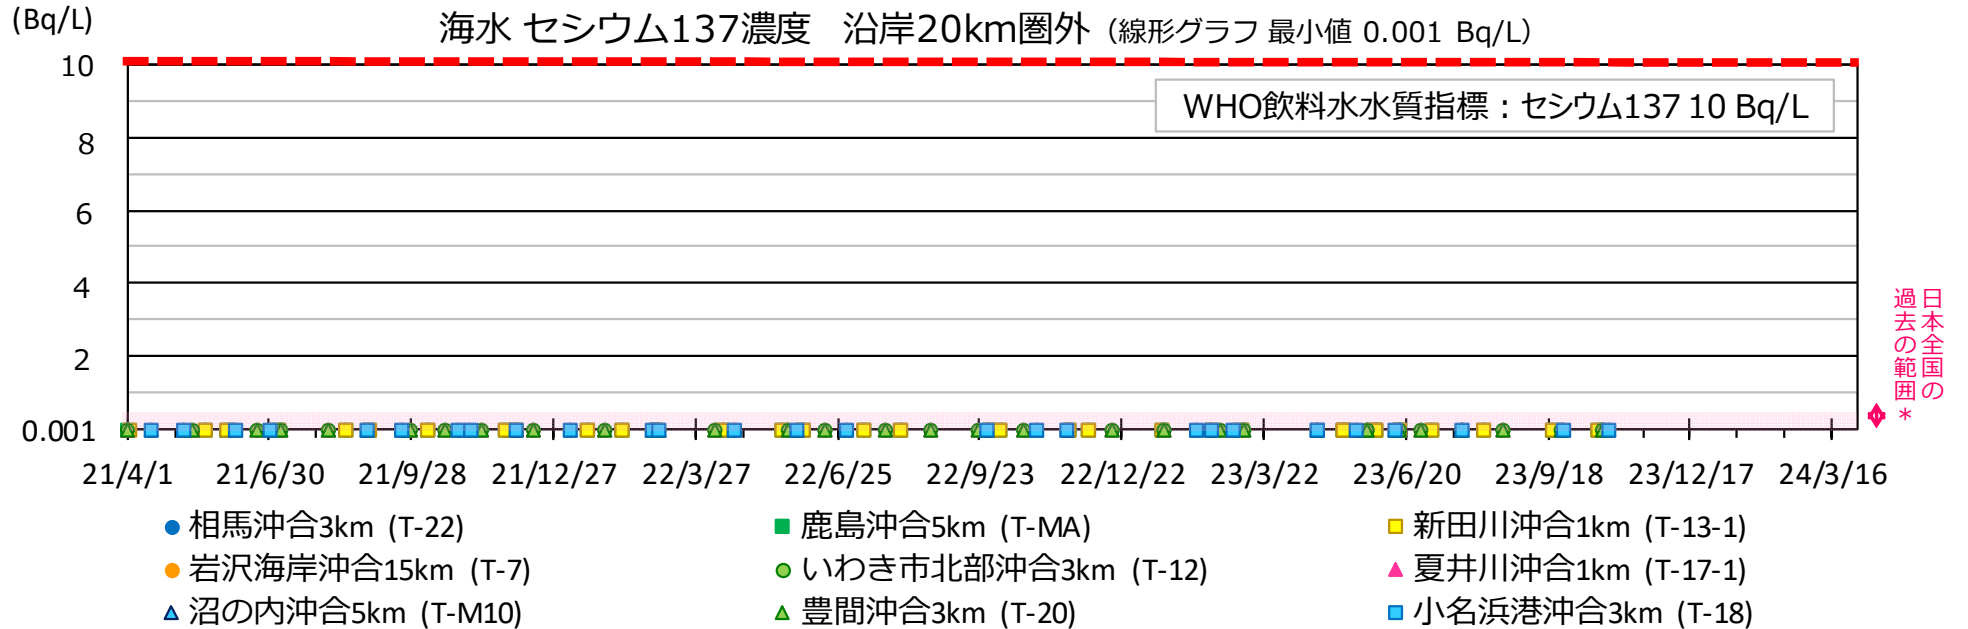 (Bq/L)
海水 セシウム137濃度 沿岸20km圏外 (線形グラフ 最小値 0.001 Bq/L)
10
WHO飲料水水質指標：セシウム137 10 Bq/L
8
6
4
2
0.001
日本全国の
過去の範囲*
21/4/1 21/6/30 21/9/28 21/12/27 22/3/27 22/6/25 22/9/23 22/12/22 23/3/22 23/6/20 23/9/18 23/12/17 24/3/16
相馬沖合3km (T-22) 鹿島沖合5km (T-MA) 新田川沖合1km (T-13-1)
岩沢海岸沖合15km (T-7) いわき市北部沖合3km (T-12) 夏井川沖合1km (T-17-1)
沼の内沖合5km (T-M10) 豊間沖合3km (T-20) 小名浜港沖合3km (T-18)